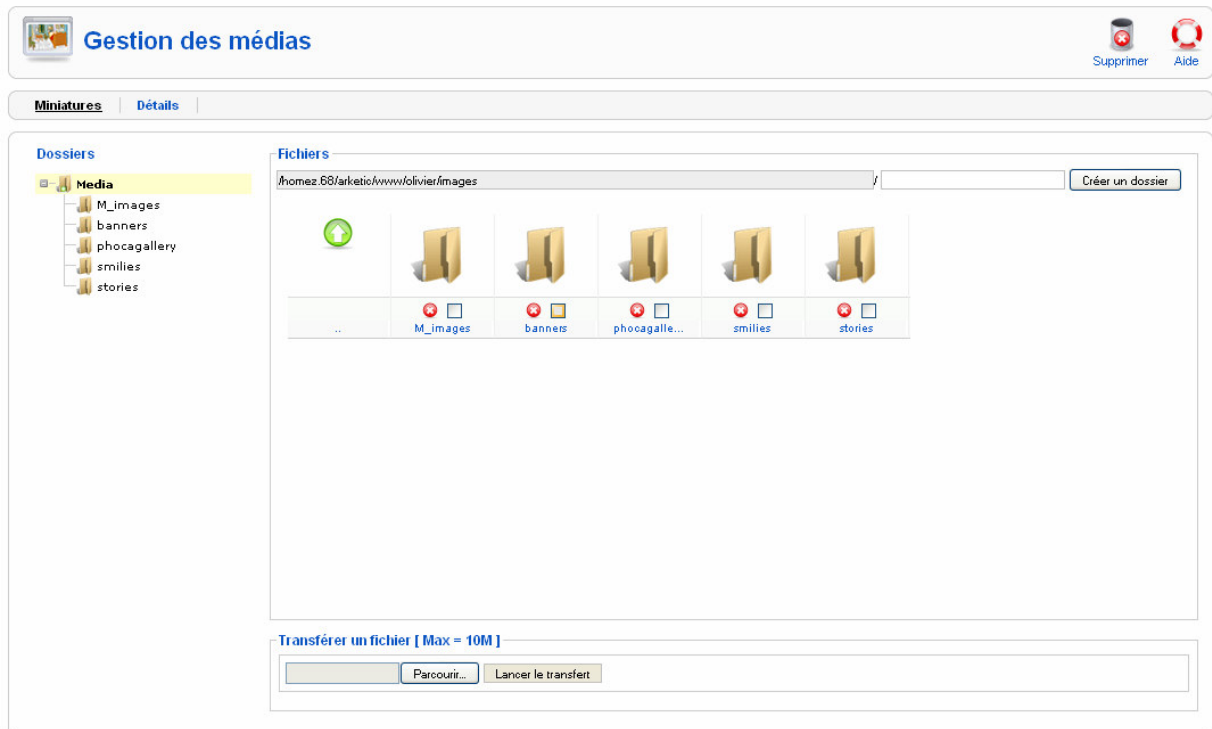 Gestion des médias
Supprimer
Aide
Miniatures
Détails
Dossiers
Media
M_images
banners
phocagallery
smilies
stories
Fichiers
/homez.68/arketic/www/olivier/images
/
Créer un dossier
..
M_images
banners
phocagalle...
smilies
stories
Transférer un fichier [ Max = 10M ]
Parcourir...
Lancer le transfert